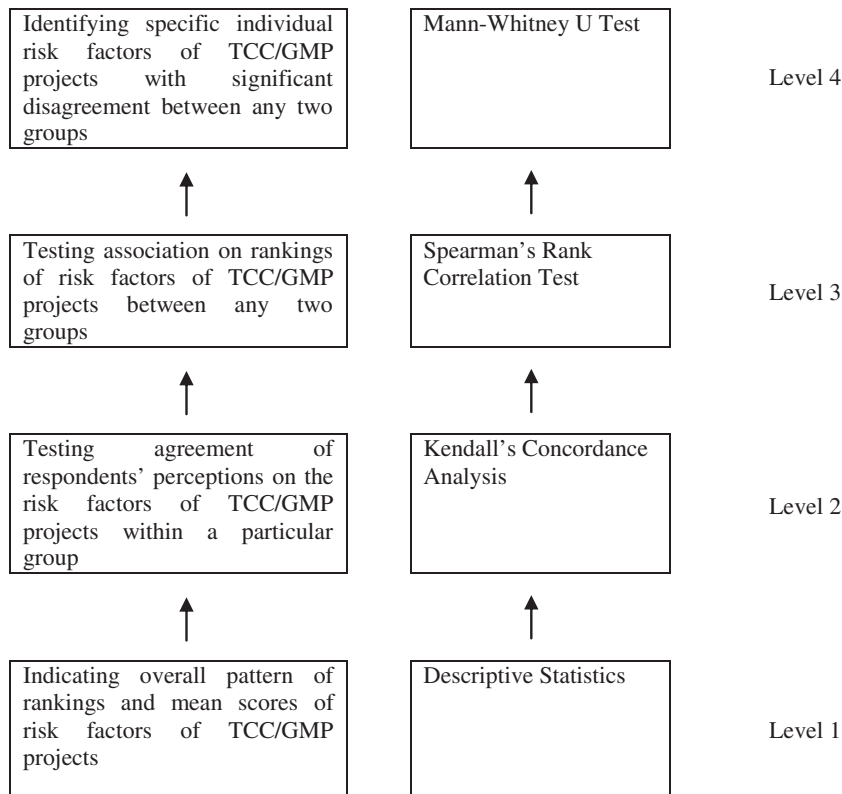 Identifying specific individual
risk factors of TCC/GMP
projects with significant
disagreement between any two
groups
Mann-Whitney U Test
Level 4
Testing association on rankings
of risk factors of TCC/GMP
projects between any two
groups
Spearman's Rank
Correlation Test
Level 3
Testing agreement of
respondents' perceptions on the
risk factors of TCC/GMP
projects within a particular
group
Kendall's Concordance
Analysis
Level 2
Indicating overall pattern of
rankings and mean scores of
risk factors of TCC/GMP
projects
Descriptive Statistics
Level 1